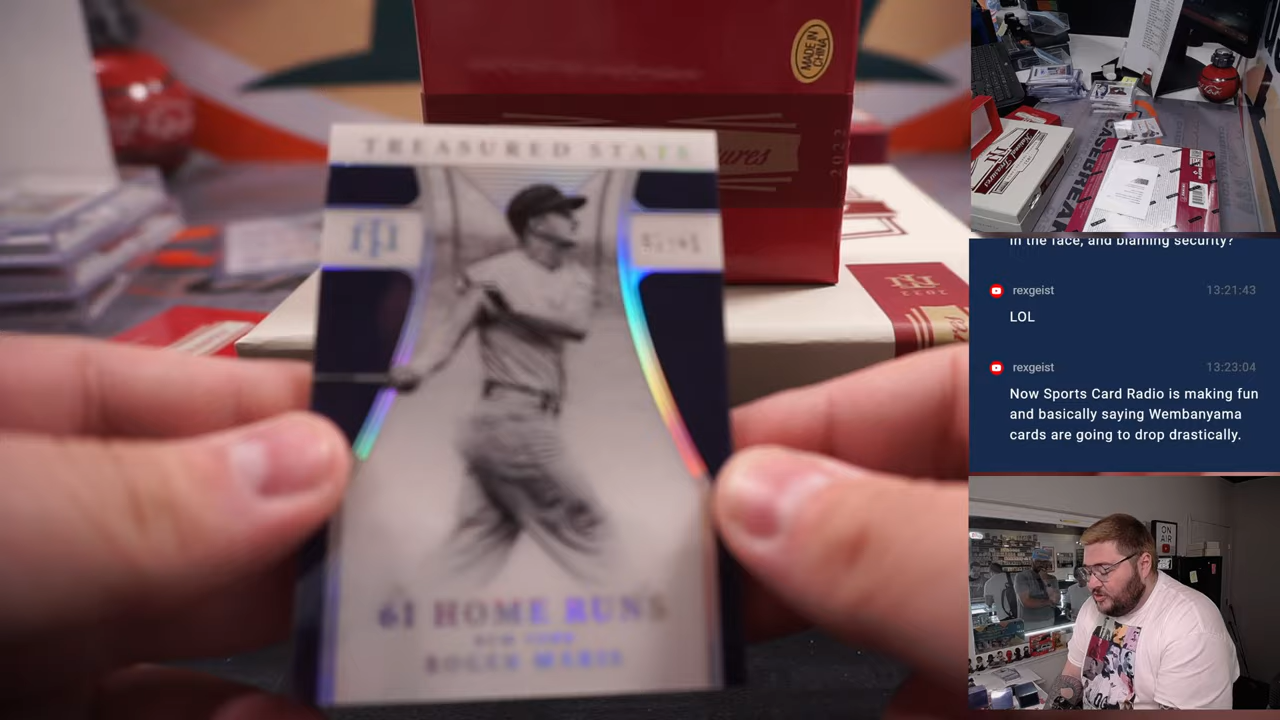 MADE IN
CHINA
ures
2022
TREASURED STATS
61 HOME RUNS
NEW YORK
ROGER MARIS
ON
AIR
in the face, and blaming security?
rexgeist 13:21:43
LOL
rexgeist 13:23:04
Now Sports Card Radio is making fun
and basically saying Wembanyama
cards are going to drop drastically.